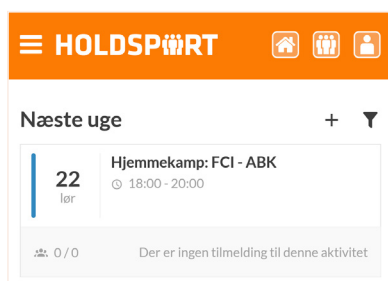 HOLDSPORT
Næste uge
22
lør
Hjemmekamp: FCI - ABK
18:00 - 20:00
0 / 0
Der er ingen tilmelding til denne aktivitet